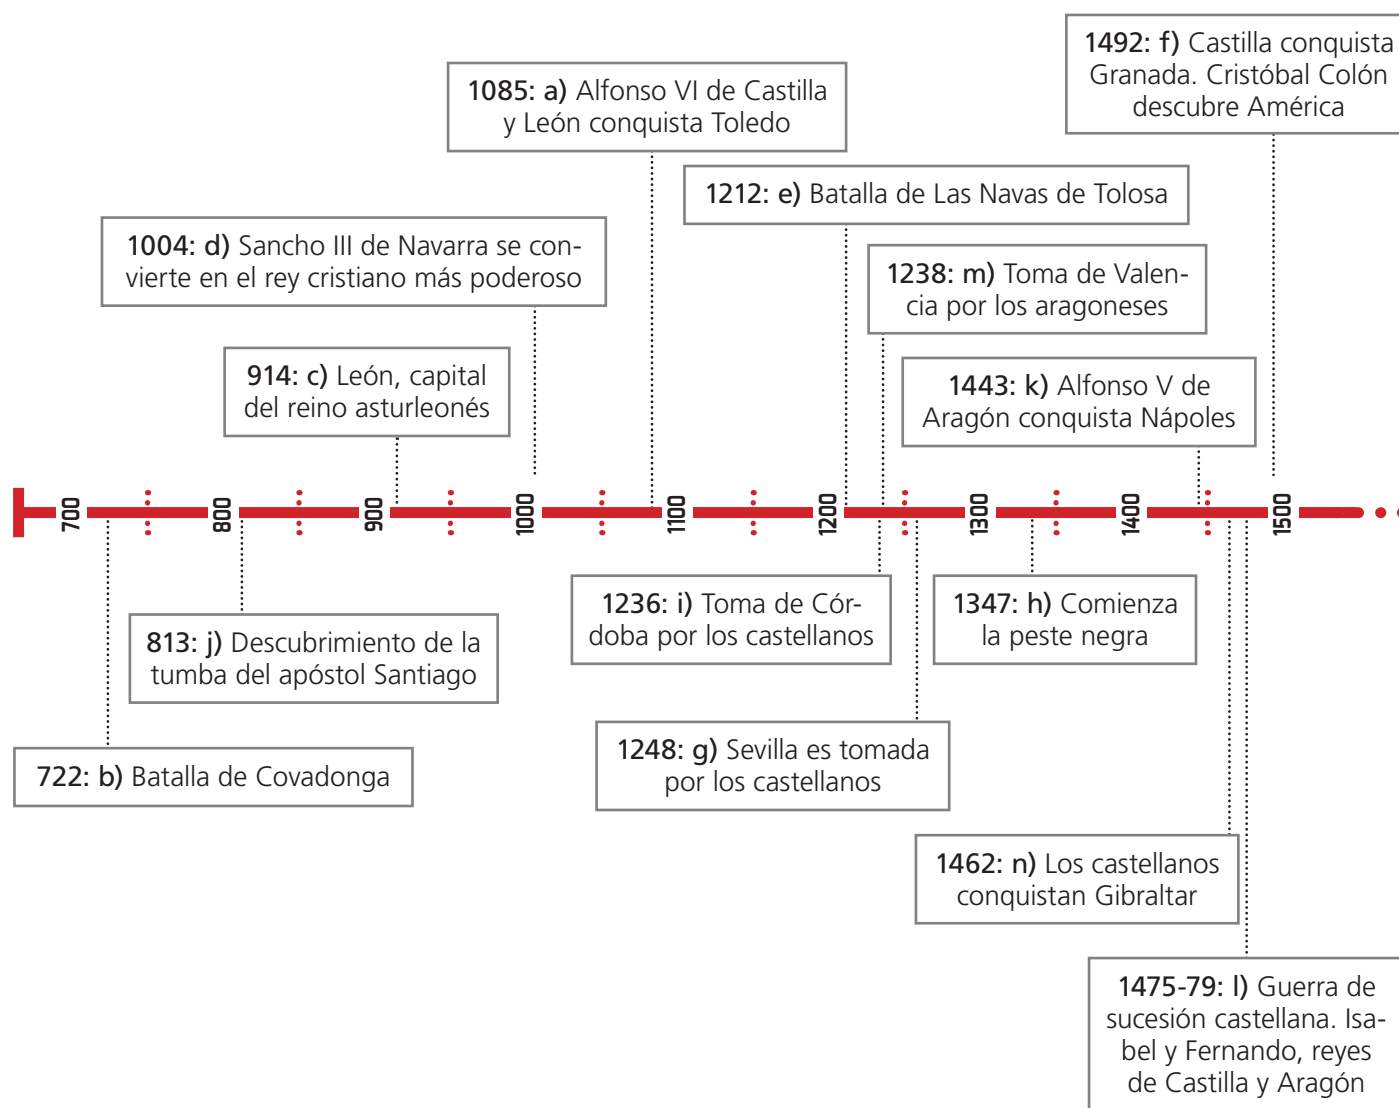 1492: f) Castilla conquista
Granada. Cristóbal Colón
descubre América
1085: a) Alfonso VI de Castilla
y León conquista Toledo
1212: e) Batalla de Las Navas de Tolosa
1004: d) Sancho III de Navarra se con-
vierte en el rey cristiano más poderoso
1238: m) Toma de Valen-
cia por los aragoneses
914: c) León, capital
del reino asturleonés
1443: k) Alfonso V de
Aragón conquista Nápoles
700
800
900
1000
1100
1200
1300
1400
1500
1236: i) Toma de Cór-
doba por los castellanos
1347: h) Comienza
la peste negra
813: j) Descubrimiento de la
tumba del apóstol Santiago
1248: g) Sevilla es tomada
por los castellanos
722: b) Batalla de Covadonga
1462: n) Los castellanos
conquistan Gibraltar
1475-79: l) Guerra de
sucesión castellana. Isa-
bel y Fernando, reyes
de Castilla y Aragón